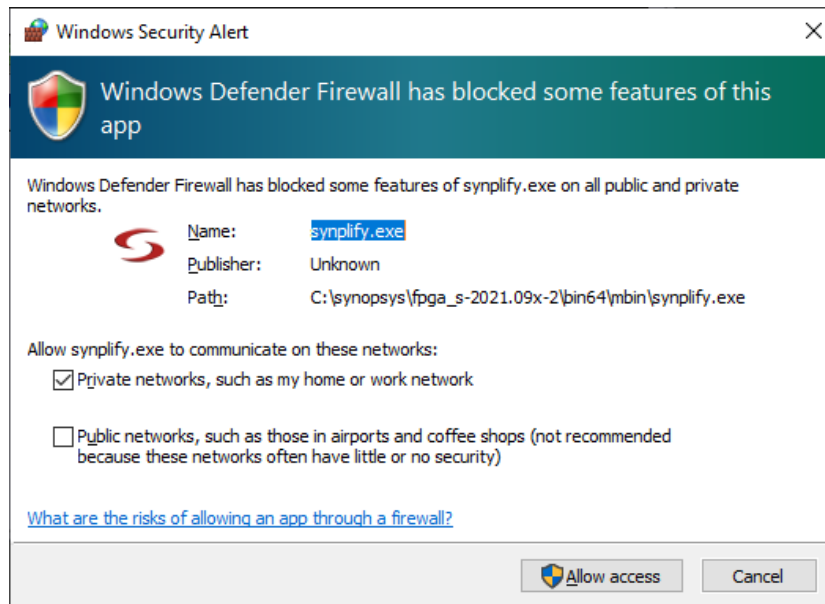 Windows Security Alert
Windows Defender Firewall has blocked some features of this
app
Windows Defender Firewall has blocked some features of synplify.exe on all public and private
networks.
Name: synplify.exe
Publisher: Unknown
Path: C:\synopsys\fpga_s-2021.09x-2\bin64\mbin\synplify.exe
Allow synplify.exe to communicate on these networks:
Private networks, such as my home or work network
Public networks, such as those in airports and coffee shops (not recommended
because these networks often have little or no security)
What are the risks of allowing an app through a firewall?
Allow access Cancel